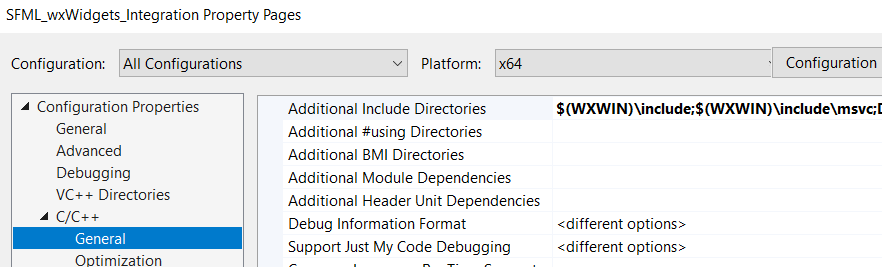 SFML_wxWidgets_Integration Property Pages
Configuration: All Configurations Platform: x64 Configuration
Configuration Properties
General
Advanced
Debugging
VC++ Directories
C/C++
General
Optimization
Additional Include Directories $(WXWIN)\include;$(WXWIN)\include\msvc;
Additional #using Directories
Additional BMI Directories
Additional Module Dependencies
Additional Header Unit Dependencies
Debug Information Format <different options>
Support Just My Code Debugging <different options>